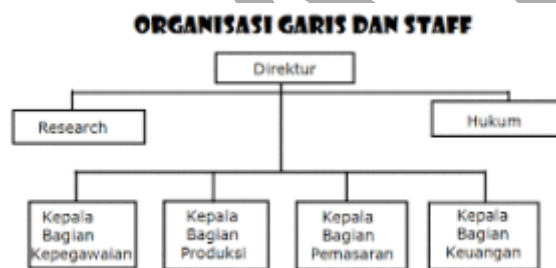 ORGANISASI GARIS DAN STAFF
Direktur
Research
Hukum
Kepala
Bagian
Kepegawaian
Kepala
Bagian
Produksi
Kepala
Bagian
Pemasaran
Kepala
Bagian
Keuangan